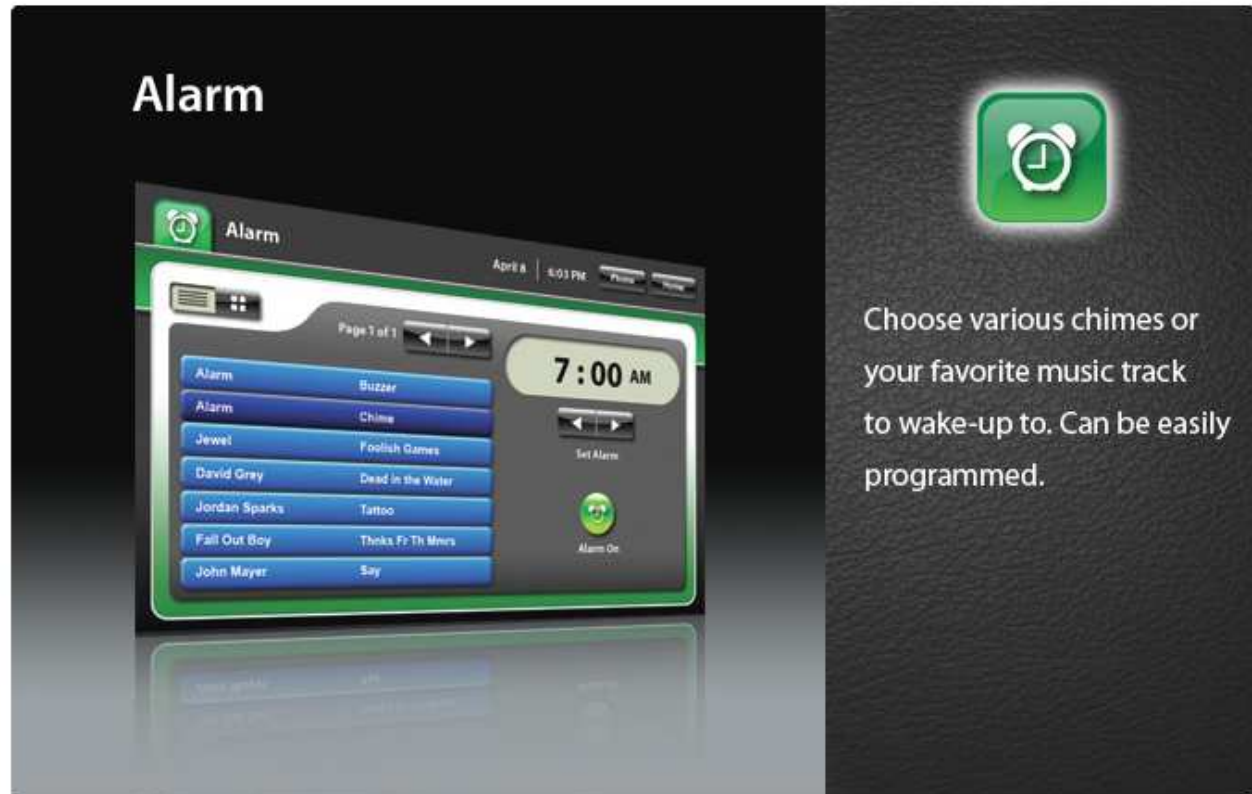 Alarm
Alarm
April 8 6:03 PM Phone Home
Page 1 of 1
Alarm Buzzer
Alarm Chime
Jewel Foolish Games
David Grey Dead in the Water
Jordan Sparks Tattoo
Fall Out Boy Thnks Fr Th Mmrs
John Mayer Say
7:00 AM
Set Alarm
Alarm On
Choose various chimes or
your favorite music track
to wake-up to. Can be easily
programmed.